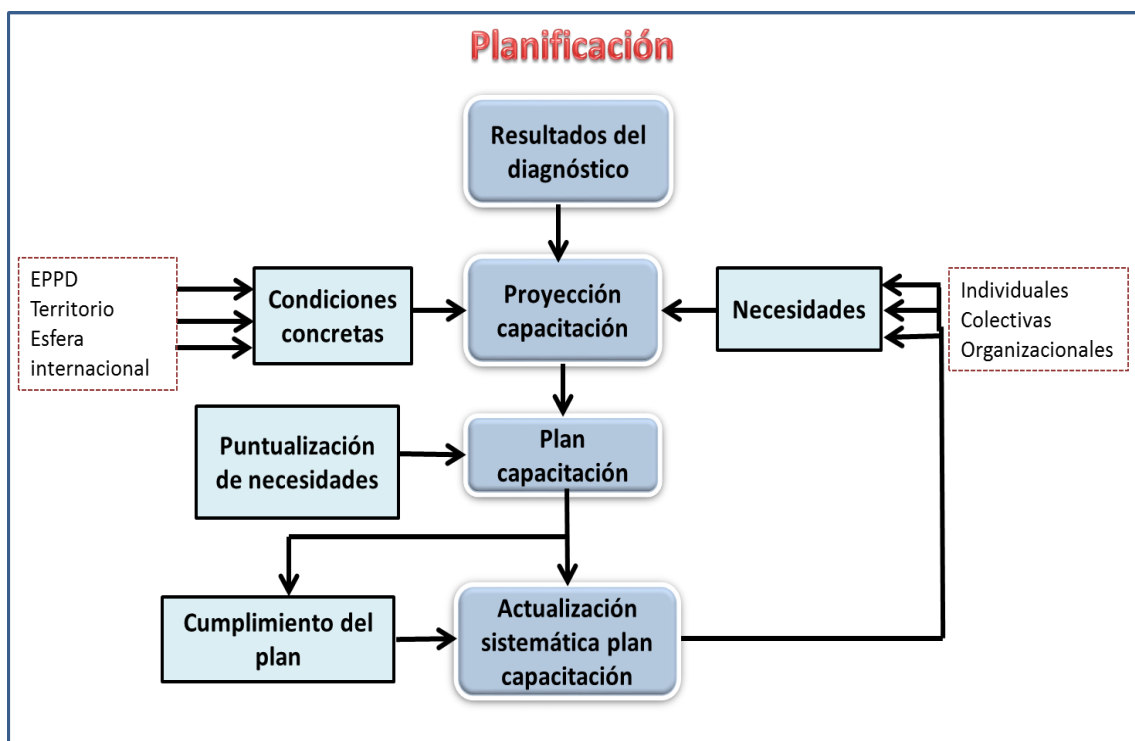 Planificación
Resultados del
diagnóstico
EPPD
Territorio
Esfera
internacional
Condiciones
concretas
Proyección
capacitación
Necesidades
Individuales
Colectivas
Organizacionales
Puntualización
de necesidades
Plan
capacitación
Cumplimiento del
plan
Actualización
sistemática plan
capacitación